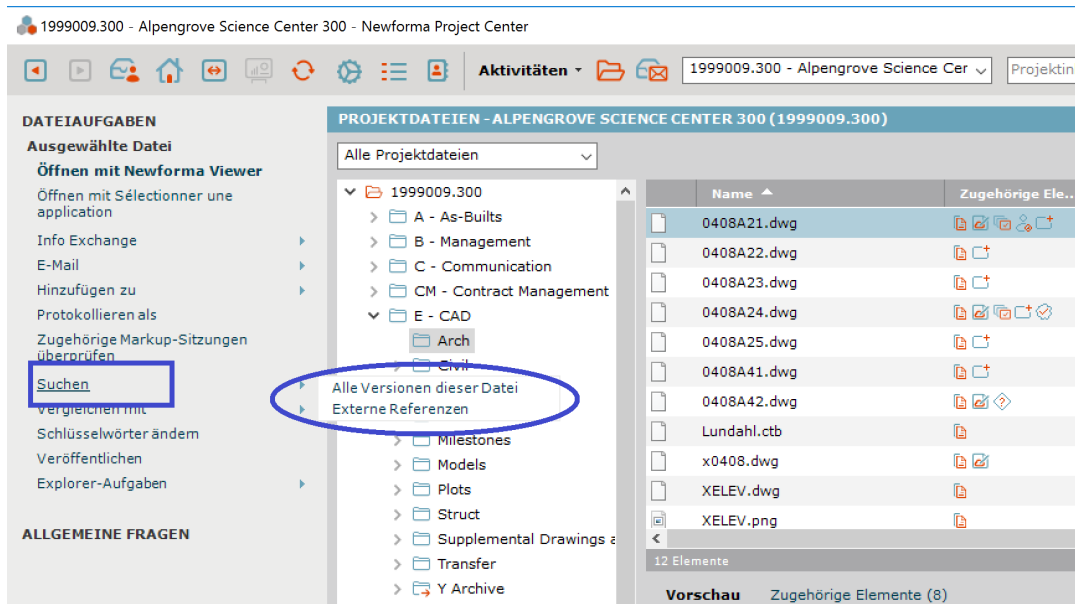 1999009.300 - Alpengrove Science Center 300 - Newforma Project Center
Aktivitäten
1999009.300 - Alpengrove Science Cer
Projektin
DATEIAUFGABEN
Ausgewählte Datei
Öffnen mit Newforma Viewer
Öffnen mit Sélectionner une
application
Info Exchange
E-Mail
Hinzufügen zu
Protokollieren als
Zugehörige Markup-Sitzungen
überprüfen
Suchen
Vergleichen mit
Schlüsselwörter ändern
Veröffentlichen
Explorer-Aufgaben
ALLGEMEINE FRAGEN
PROJEKTDATEIEN - ALPENGROVE SCIENCE CENTER 300 (1999009.300)
Alle Projektdateien
1999009.300
A - As-Builts
B - Management
C - Communication
CM - Contract Management
E - CAD
Arch
Civil
Alle Versionen dieser Datei
Externe Referenzen
Milestones
Models
Plots
Struct
Supplemental Drawings a
Transfer
Y Archive
Name Zugehörige Ele...
0408A21.dwg
0408A22.dwg
0408A23.dwg
0408A24.dwg
0408A25.dwg
0408A41.dwg
0408A42.dwg
Lundahl.ctb
x0408.dwg
XELEV.dwg
XELEV.png
12 Elemente
Vorschau Zugehörige Elemente (8)